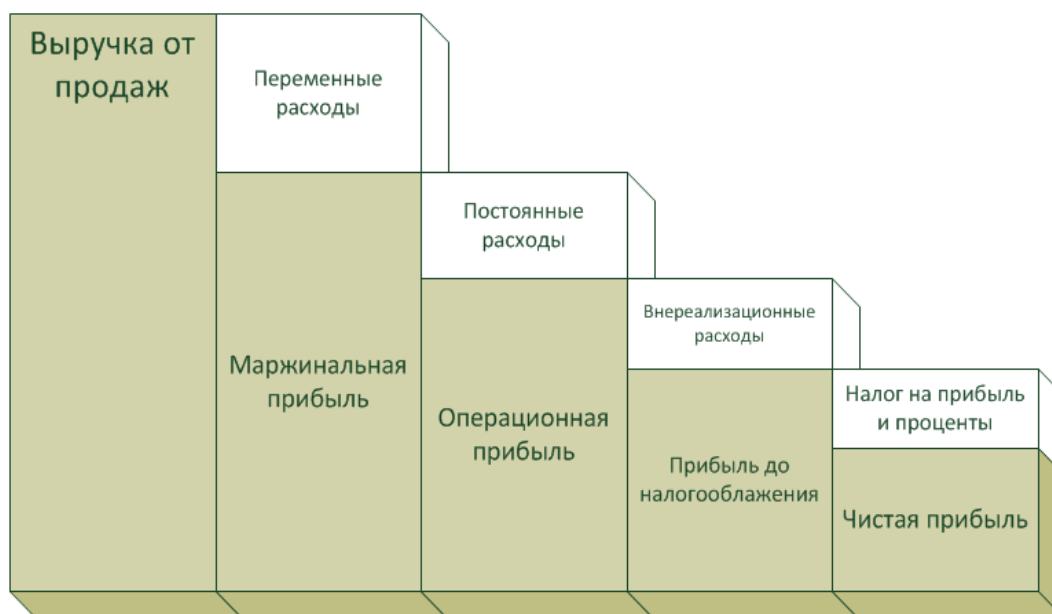 Выручка от
продаж
Переменные
расходы
Маржинальная
прибыль
Постоянные
расходы
Операционная
прибыль
Внереализационные
расходы
Прибыль до
налогооблажения
Налог на прибыль
и проценты
Чистая прибыль